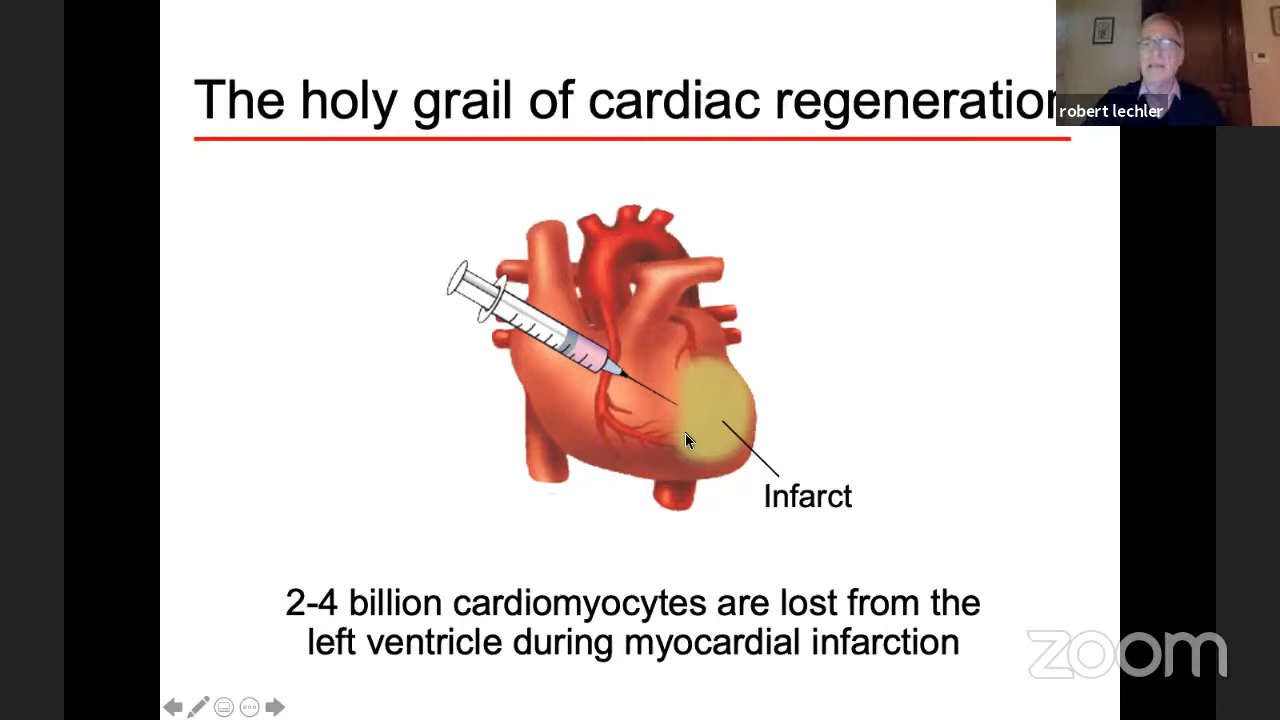 The holy grail of cardiac regeneration
robert lechler
Infarct
2-4 billion cardiomyocytes are lost from the
left ventricle during myocardial infarction
zoom